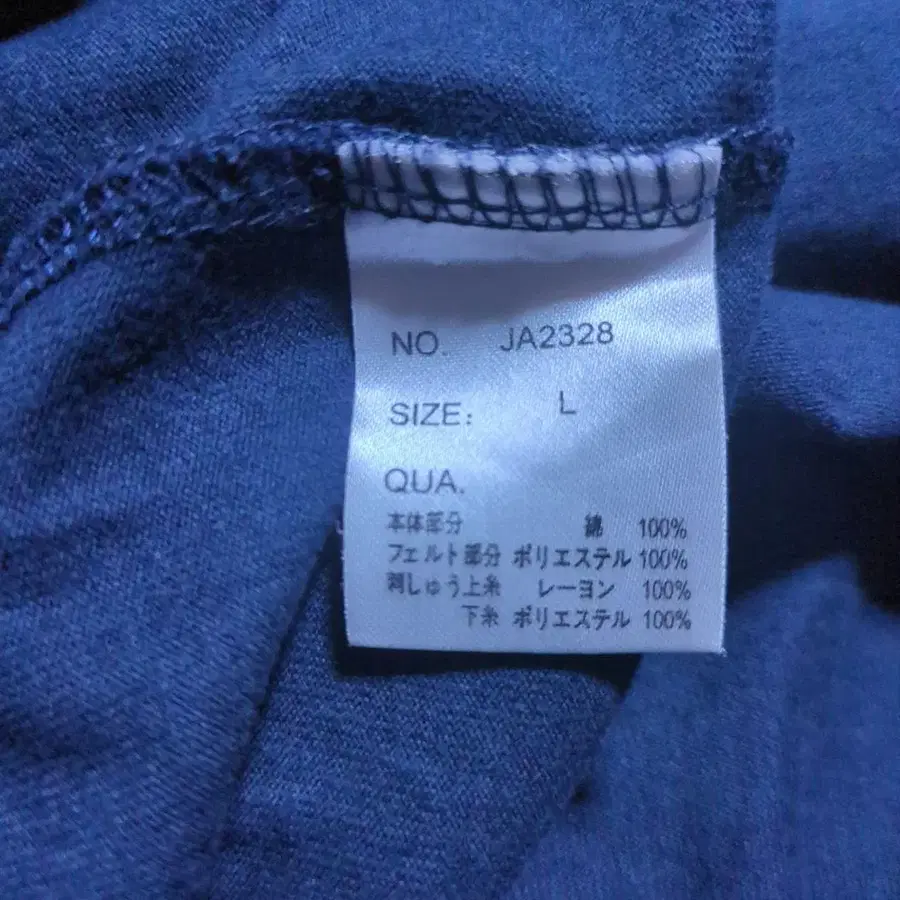 NO. JA2328
SIZE: L
QUA.
本体部分 綿 100%
フェルト部分 ポリエステル 100%
刺しゅう上糸 レーヨン 100%
下糸 ポリエステル 100%